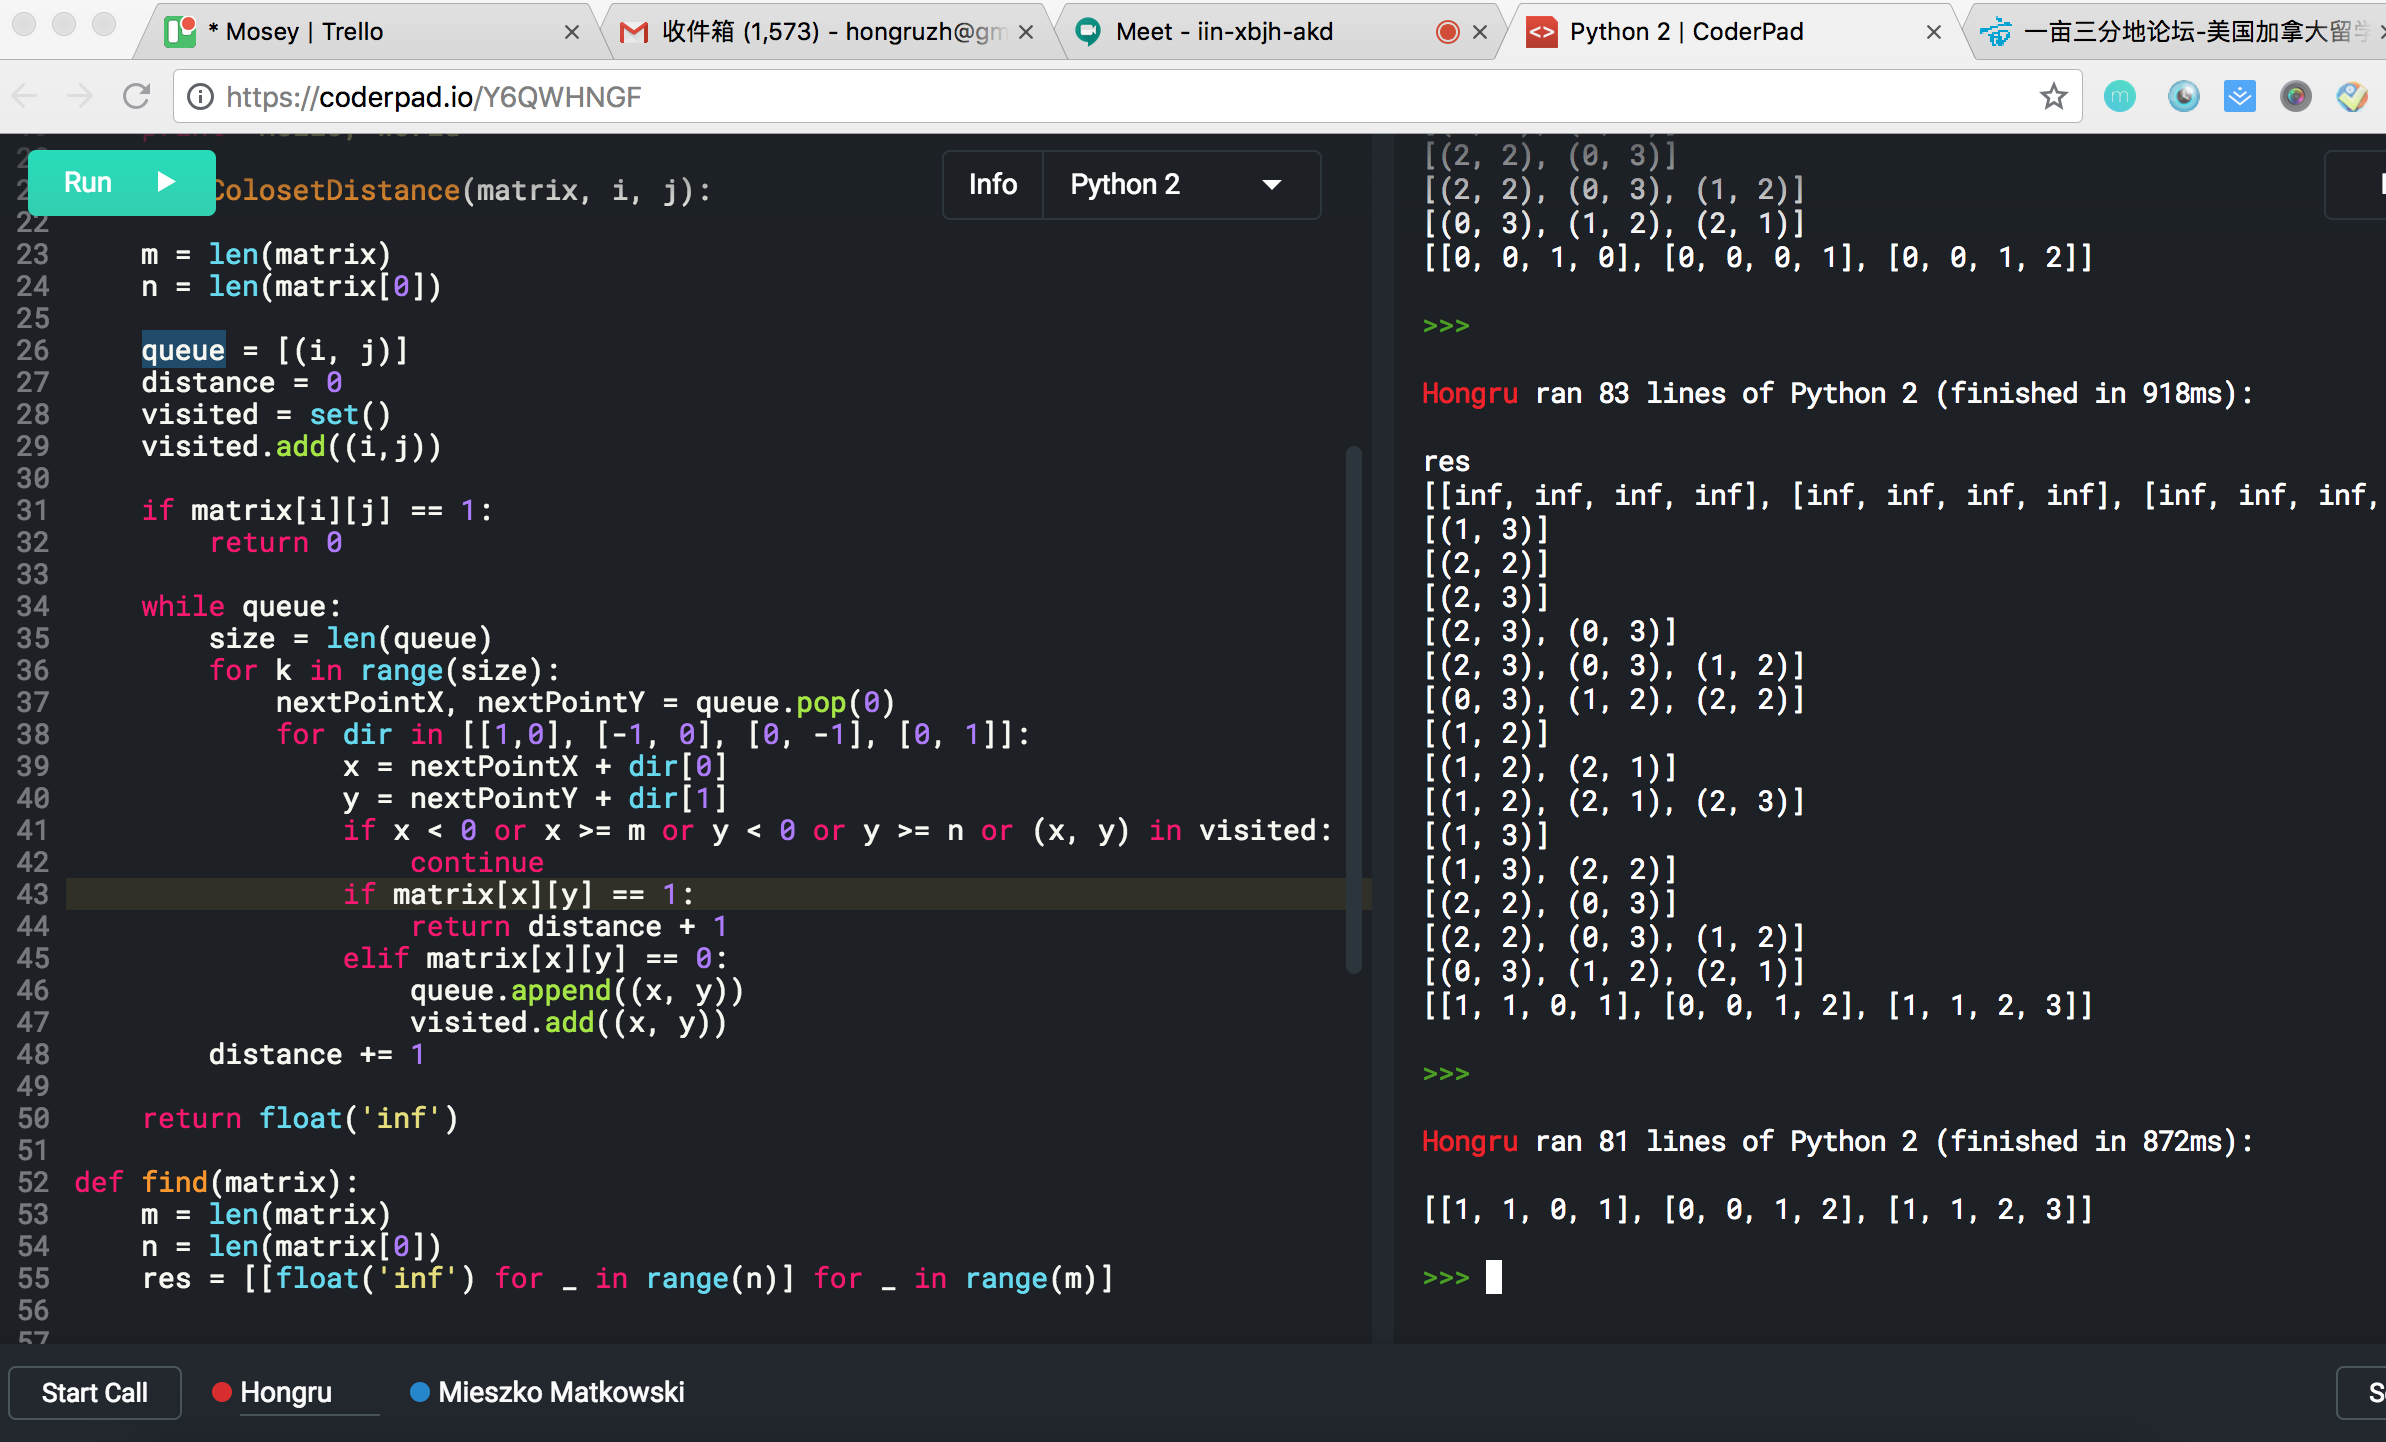 * Mosey | Trello
收件箱 (1,573) - hongruzh@gm
Meet - iin-xbjh-akd
Python 2 | CoderPad
一亩三分地论坛-美国加拿大留学
https://coderpad.io/Y6QWHNGF
Run
Info
Python 2
ColosetDistance(matrix, i, j):
22
23 m = len(matrix)
24 n = len(matrix[0])
25
26 queue = [(i, j)]
27 distance = 0
28 visited = set()
29 visited.add((i,j))
30
31 if matrix[i][j] == 1:
32 return 0
33
34 while queue:
35 size = len(queue)
36 for k in range(size):
37 nextPointX, nextPointY = queue.pop(0)
38 for dir in [[1,0], [-1, 0], [0, -1], [0, 1]]:
39 x = nextPointX + dir[0]
40 y = nextPointY + dir[1]
41 if x < 0 or x >= m or y < 0 or y >= n or (x, y) in visited:
42 continue
43 if matrix[x][y] == 1:
44 return distance + 1
45 elif matrix[x][y] == 0:
46 queue.append((x, y))
47 visited.add((x, y))
48 distance += 1
49
50 return float('inf')
51
52 def find(matrix):
53 m = len(matrix)
54 n = len(matrix[0])
55 res = [[float('inf') for _ in range(n)] for _ in range(m)]
56
57
[(2, 2), (0, 3)]
[(2, 2), (0, 3), (1, 2)]
[(0, 3), (1, 2), (2, 1)]
[[0, 0, 1, 0], [0, 0, 0, 1], [0, 0, 1, 2]]
>>>
Hongru ran 83 lines of Python 2 (finished in 918ms):
res
[[inf, inf, inf, inf], [inf, inf, inf, inf], [inf, inf, inf,
[(1, 3)]
[(2, 2)]
[(2, 3)]
[(2, 3), (0, 3)]
[(2, 3), (0, 3), (1, 2)]
[(0, 3), (1, 2), (2, 2)]
[(1, 2)]
[(1, 2), (2, 1)]
[(1, 2), (2, 1), (2, 3)]
[(1, 3)]
[(1, 3), (2, 2)]
[(2, 2), (0, 3)]
[(2, 2), (0, 3), (1, 2)]
[(0, 3), (1, 2), (2, 1)]
[[1, 1, 0, 1], [0, 0, 1, 2], [1, 1, 2, 3]]
>>>
Hongru ran 81 lines of Python 2 (finished in 872ms):
[[1, 1, 0, 1], [0, 0, 1, 2], [1, 1, 2, 3]]
>>>
Start Call
Hongru
Mieszko Matkowski